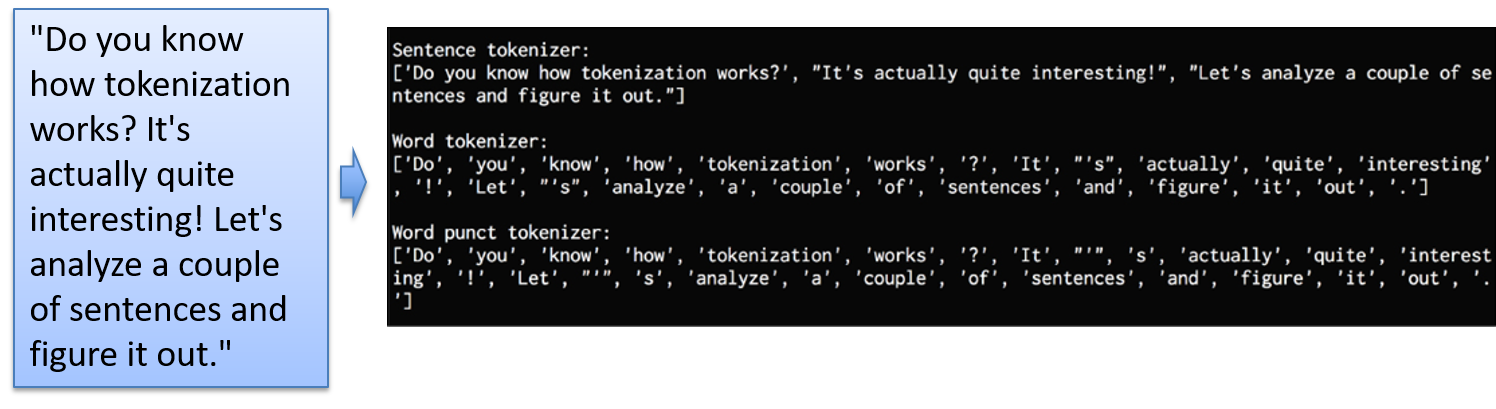 "Do you know
how tokenization
works? It's
actually quite
interesting! Let's
analyze a couple
of sentences and
figure it out."
Sentence tokenizer:
['Do you know how tokenization works?', "It's actually quite interesting!", "Let's analyze a couple of se
ntences and figure it out."]
Word tokenizer:
['Do', 'you', 'know', 'how', 'tokenization', 'works', '?', 'It', "'s", 'actually', 'quite', 'interesting'
, '!', 'Let', "'s", 'analyze', 'a', 'couple', 'of', 'sentences', 'and', 'figure', 'it', 'out', '.']
Word punct tokenizer:
['Do', 'you', 'know', 'how', 'tokenization', 'works', '?', 'It', "'", 's', 'actually', 'quite', 'interest
ing', '!', 'Let', "'", 's', 'analyze', 'a', 'couple', 'of', 'sentences', 'and', 'figure', 'it', 'out', '.
']